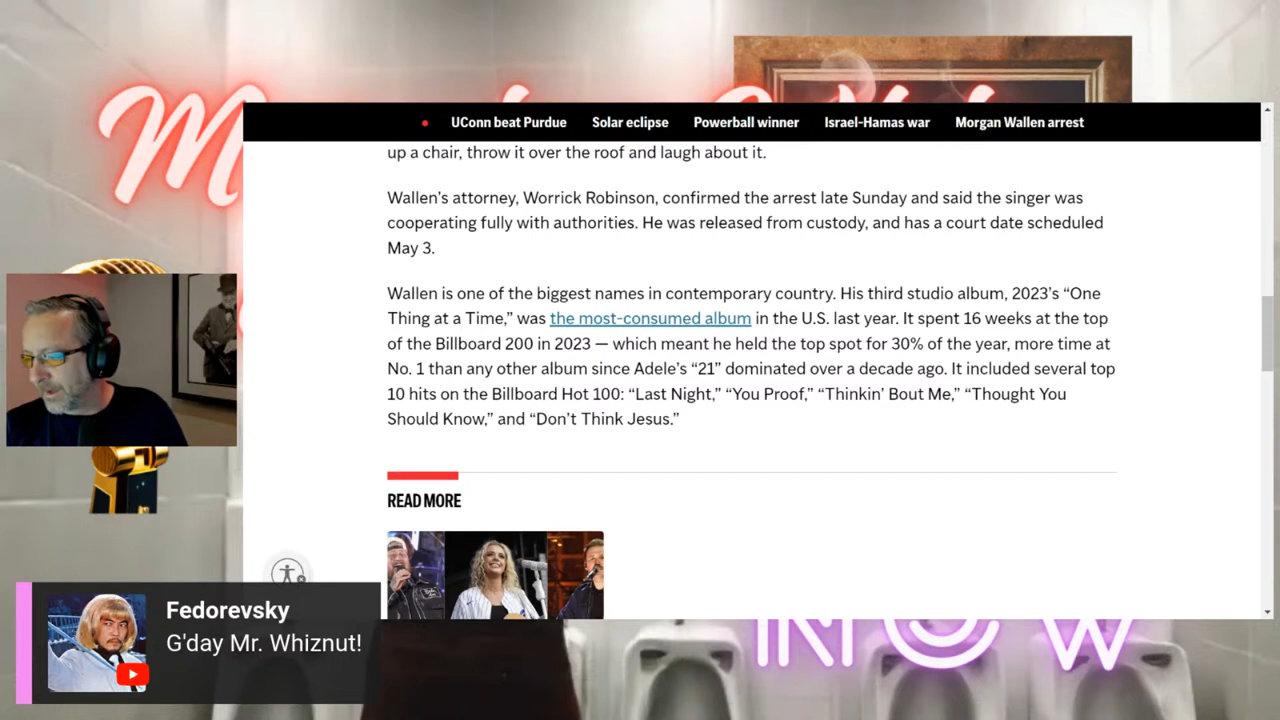 UConn beat Purdue Solar eclipse Powerball winner Israel-Hamas war Morgan Wallen arrest
up a chair, throw it over the roof and laugh about it.
Wallen’s attorney, Worrick Robinson, confirmed the arrest late Sunday and said the singer was
cooperating fully with authorities. He was released from custody, and has a court date scheduled
May 3.
Wallen is one of the biggest names in contemporary country. His third studio album, 2023’s “One
Thing at a Time,” was the most-consumed album in the U.S. last year. It spent 16 weeks at the top
of the Billboard 200 in 2023 — which meant he held the top spot for 30% of the year, more time at
No. 1 than any other album since Adele’s “21” dominated over a decade ago. It included several top
10 hits on the Billboard Hot 100: “Last Night,” “You Proof,” “Thinkin’ Bout Me,” “Thought You
Should Know,” and “Don’t Think Jesus.”
READ MORE
Fedorevsky
G'day Mr. Whiznut!